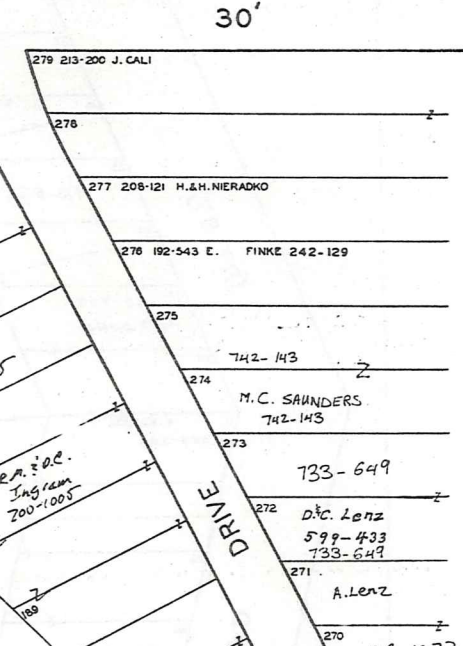 30'
279 213-200 J. CALI
278
277 208-121 H.&H. NIERADKO
276 192-543 E. FINKE 242-129
275
742-143
Z
274
M.C. SAUNDERS
742-143
273
733-649
272
D.&C. Lenz
599-433
733-649
271
A. Lenz
270
DRIVE
& D.C.
Ingram
700-1005
Z
189